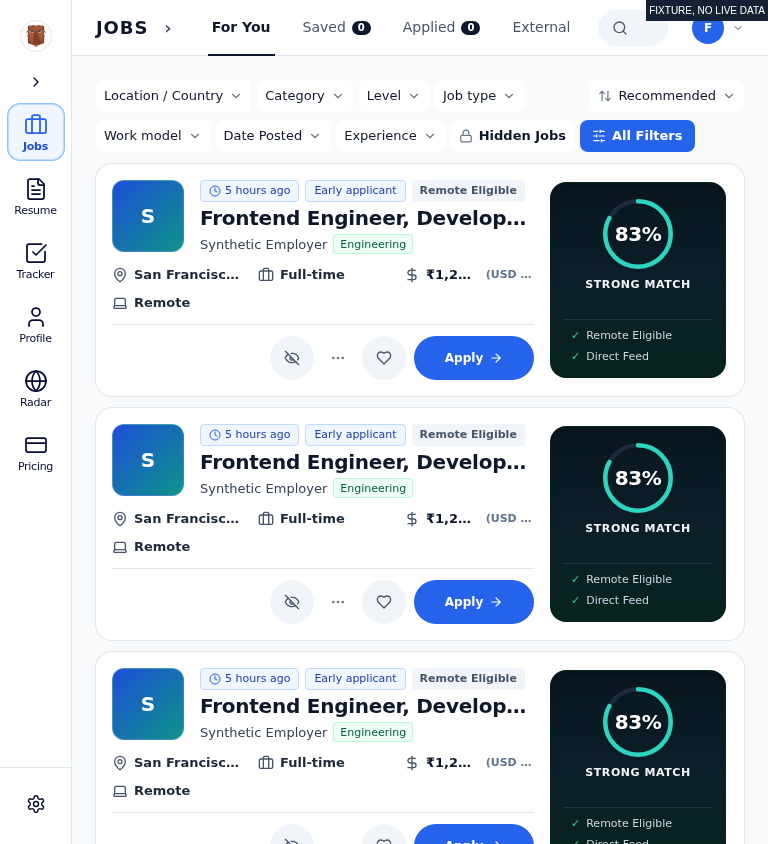 FIXTURE, NO LIVE DATA
JOBS
For You
Saved 0
Applied 0
External
F
Jobs
Resume
Tracker
Profile
Radar
Pricing
Location / Country
Category
Level
Job type
Recommended
Work model
Date Posted
Experience
Hidden Jobs
All Filters
S
5 hours ago
Early applicant
Remote Eligible
Frontend Engineer, Develop...
Synthetic Employer
Engineering
San Francisc...
Full-time
₹1,2...
(USD ...
Remote
Apply
83%
STRONG MATCH
✓ Remote Eligible
✓ Direct Feed
S
5 hours ago
Early applicant
Remote Eligible
Frontend Engineer, Develop...
Synthetic Employer
Engineering
San Francisc...
Full-time
₹1,2...
(USD ...
Remote
Apply
83%
STRONG MATCH
✓ Remote Eligible
✓ Direct Feed
S
5 hours ago
Early applicant
Remote Eligible
Frontend Engineer, Develop...
Synthetic Employer
Engineering
San Francisc...
Full-time
₹1,2...
(USD ...
Remote
Apply
83%
STRONG MATCH
✓ Remote Eligible
✓ Direct Feed